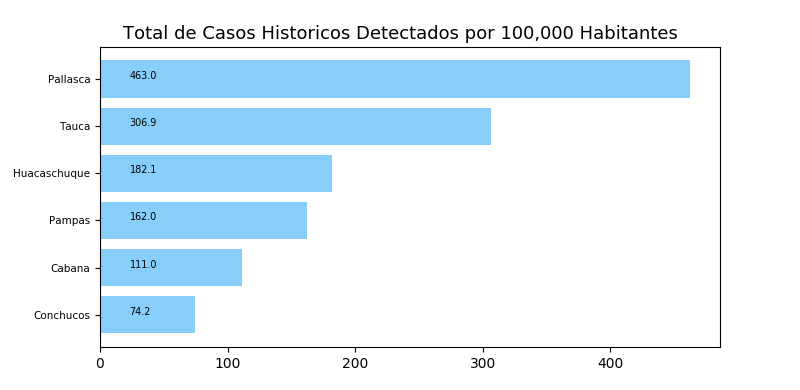 Total de Casos Historicos Detectados por 100,000 Habitantes
Pallasca 463.0
Tauca 306.9
Huacaschuque 182.1
Pampas 162.0
Cabana 111.0
Conchucos 74.2
0 100 200 300 400